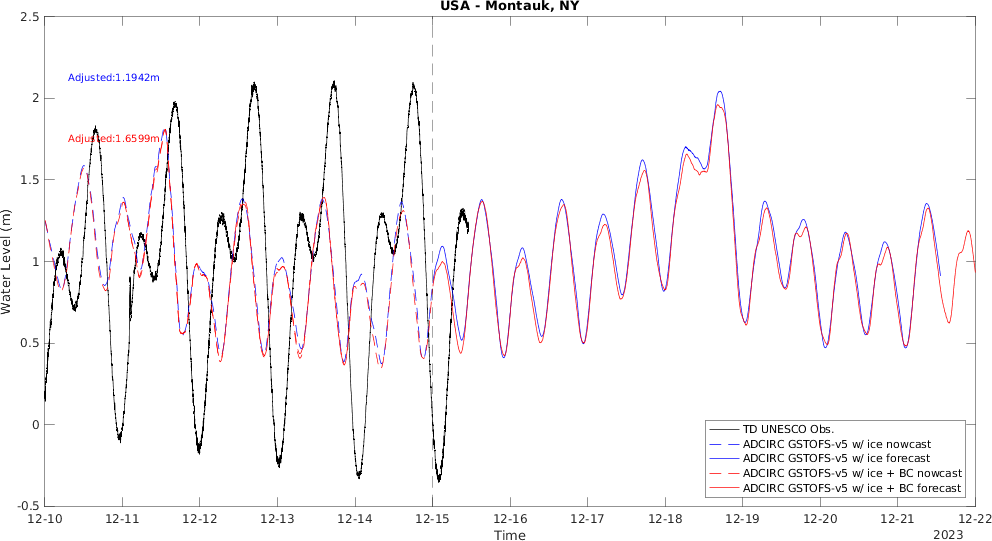 USA - Montauk, NY
2.5
2
1.5
1
0.5
0
-0.5
Water Level (m)
Adjusted:1.1942m
Adjusted:1.6599m
TD UNESCO Obs.
ADCIRC GSTOFS-v5 w/ ice nowcast
ADCIRC GSTOFS-v5 w/ ice forecast
ADCIRC GSTOFS-v5 w/ ice + BC nowcast
ADCIRC GSTOFS-v5 w/ ice + BC forecast
12-10 12-11 12-12 12-13 12-14 12-15 12-16 12-17 12-18 12-19 12-20 12-21 12-22
Time
2023